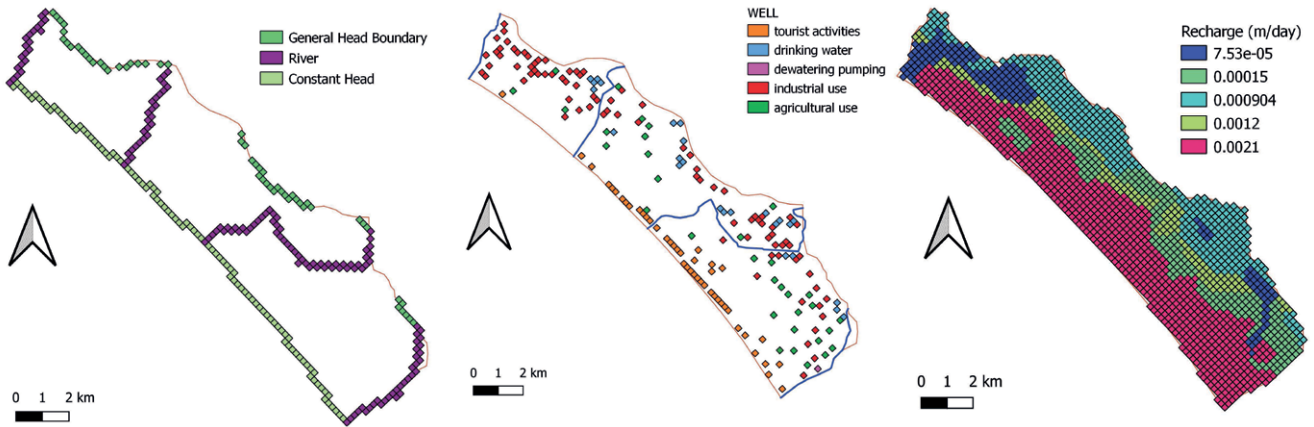 General Head Boundary
River
Constant Head
0 1 2 km
WELL
tourist activities
drinking water
dewatering pumping
industrial use
agricultural use
0 1 2 km
Recharge (m/day)
7.53e-05
0.00015
0.000904
0.0012
0.0021
0 1 2 km